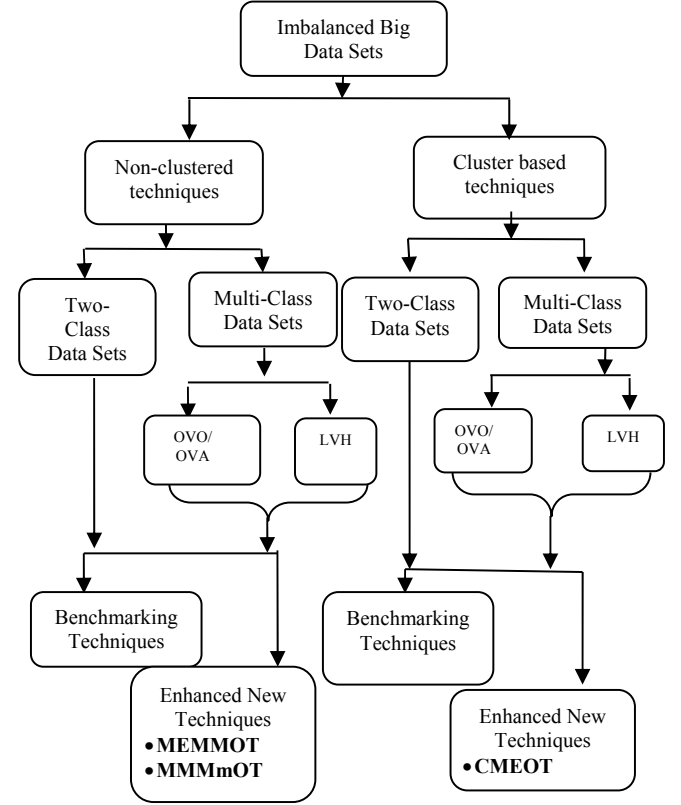 Imbalanced Big
Data Sets
Non-clustered
techniques
Cluster based
techniques
Two-
Class
Data Sets
Multi-Class
Data Sets
Two-Class
Data Sets
Multi-Class
Data Sets
OVO/
OVA
LVH
OVO/
OVA
LVH
Benchmarking
Techniques
Benchmarking
Techniques
Enhanced New
Techniques
•MEMMOT
•MMMmOT
Enhanced New
Techniques
•CMEOT